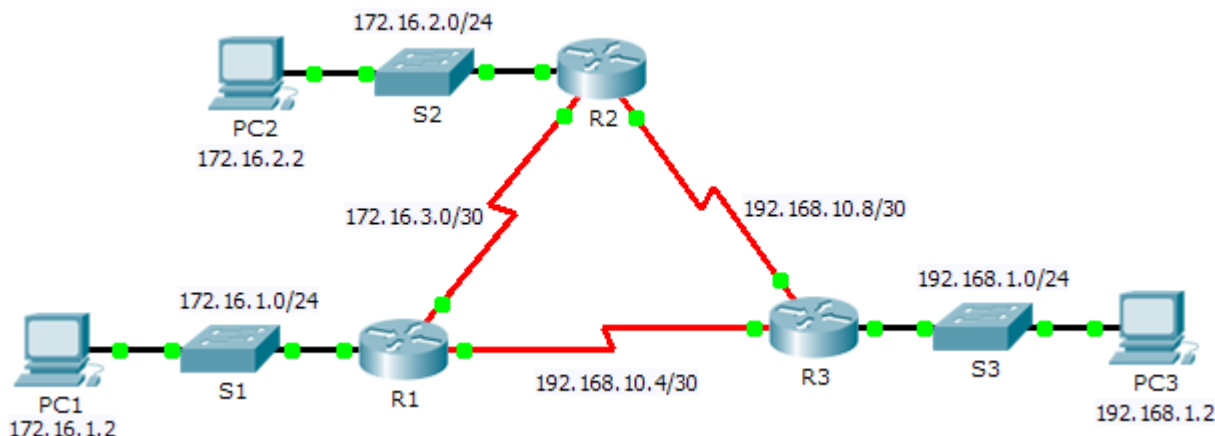 172.16.2.0/24
PC2
172.16.2.2
S2
R2
172.16.3.0/30
192.168.10.8/30
172.16.1.0/24
192.168.1.0/24
PC1
172.16.1.2
S1
R1
192.168.10.4/30
R3
S3
PC3
192.168.1.2